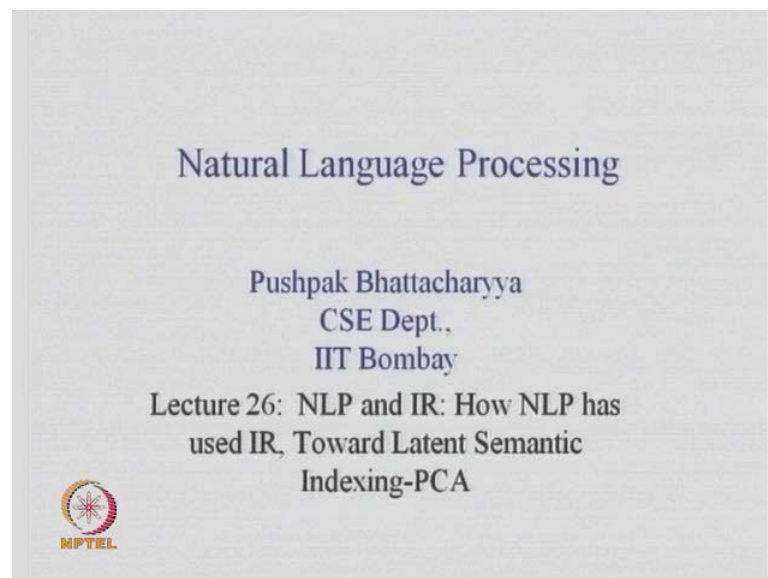 Natural Language Processing
Pushpak Bhattacharyya
CSE Dept.,
IIT Bombay
Lecture 26: NLP and IR: How NLP has
used IR, Toward Latent Semantic
Indexing-PCA
NPTEL